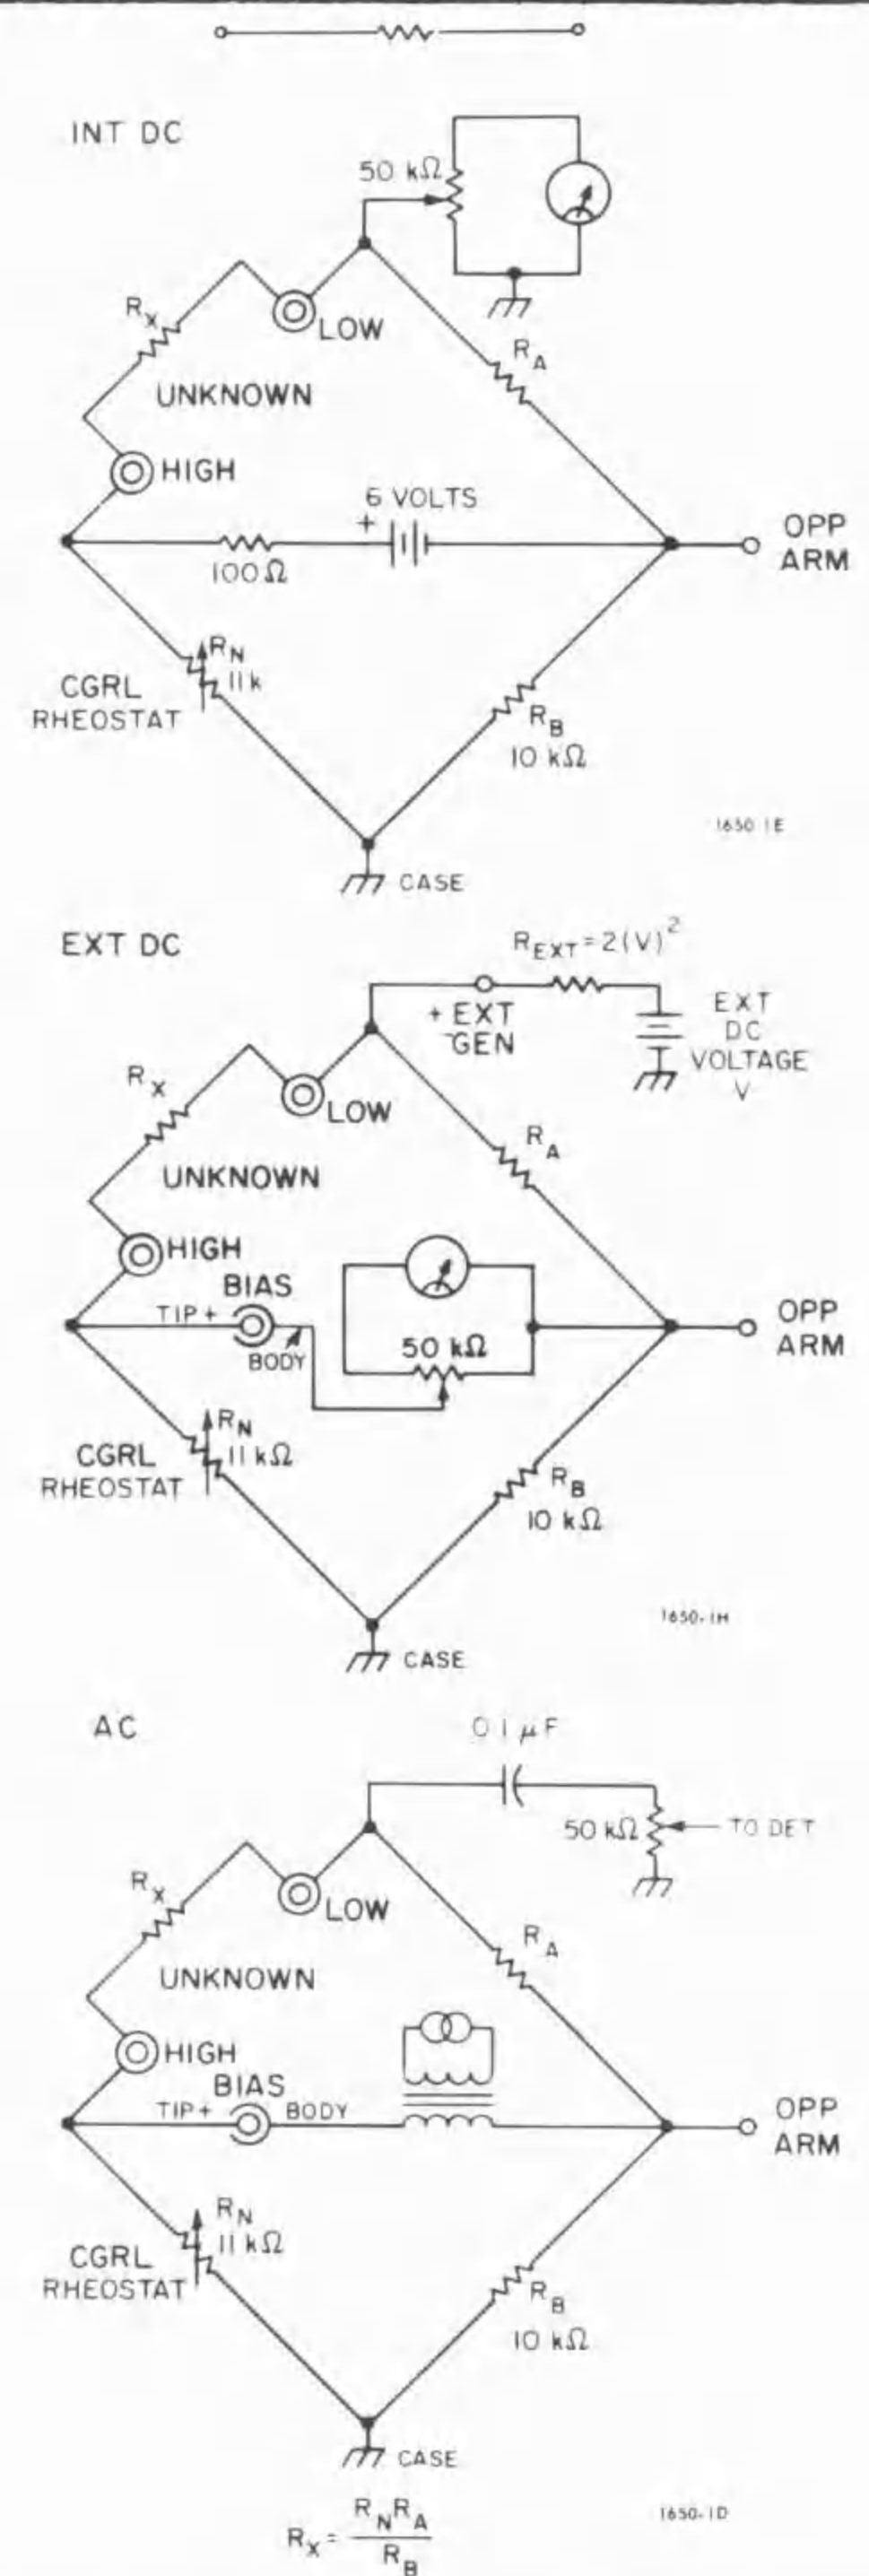 INT DC
50 kΩ
R_X
LOW
R_A
UNKNOWN
HIGH
6 VOLTS
+
100Ω
OPP
ARM
R_N
11k
CGRL
RHEOSTAT
R_B
10 kΩ
1650-1E
CASE
EXT DC
R_EXT = 2(V)^2
+ EXT
- GEN
EXT
DC
VOLTAGE
V
R_X
LOW
R_A
UNKNOWN
HIGH
BIAS
TIP +
BODY
50 kΩ
OPP
ARM
R_N
11 kΩ
CGRL
RHEOSTAT
R_B
10 kΩ
1650-1H
CASE
AC
0.1 μF
50 kΩ
TO DET
R_X
LOW
R_A
UNKNOWN
HIGH
BIAS
TIP +
BODY
OPP
ARM
R_N
11 kΩ
CGRL
RHEOSTAT
R_B
10 kΩ
CASE
1650-1D
R_X = R_N R_A / R_B